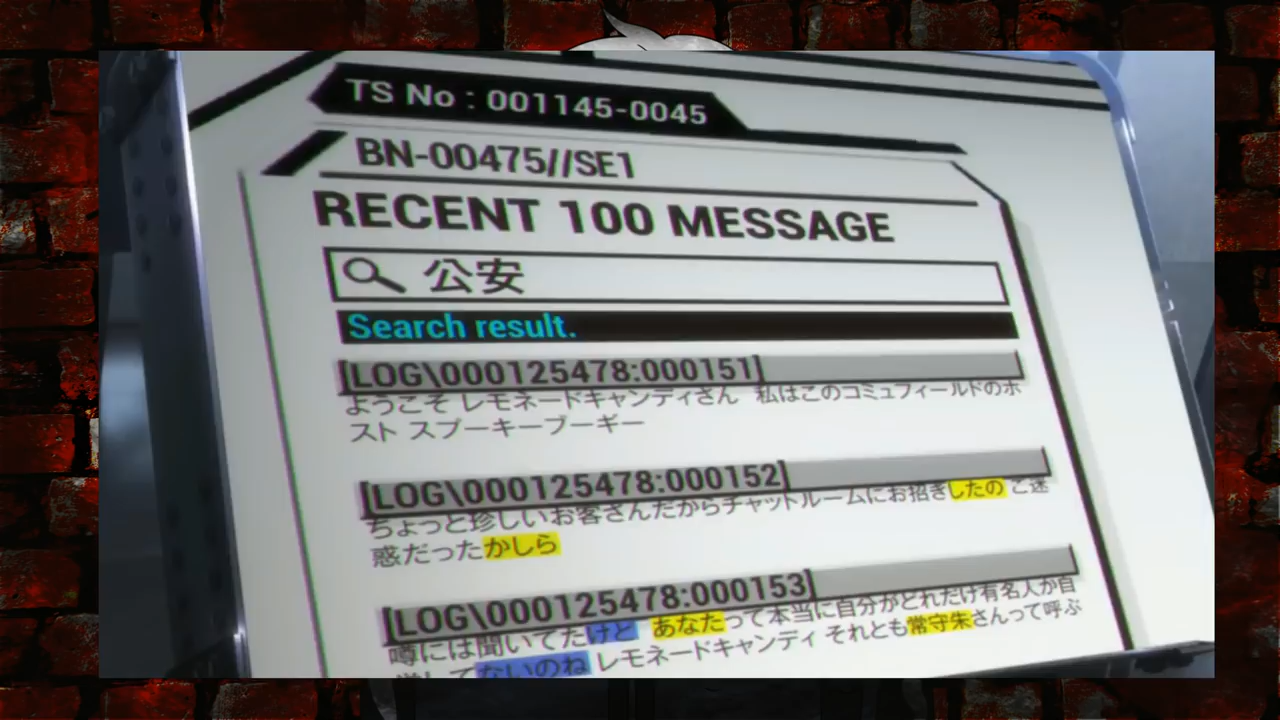 TS No : 001145-0045
BN-00475//SE1
RECENT 100 MESSAGE
公安
Search result.
[LOG\000125478:000151]
ようこそ レモネードキャンディさん 私はこのコミュフィールドのホ
スト スプーキーブーギー
[LOG\000125478:000152]
ちょっと珍しいお客さんだからチャットルームにお招きしたの ご迷
惑だったかしら
[LOG\000125478:000153]
噂には聞いてたけど あなたって本当に自分がどれだけ有名人か自
ないのね レモネードキャンディ それとも常守朱さんって呼ぶ